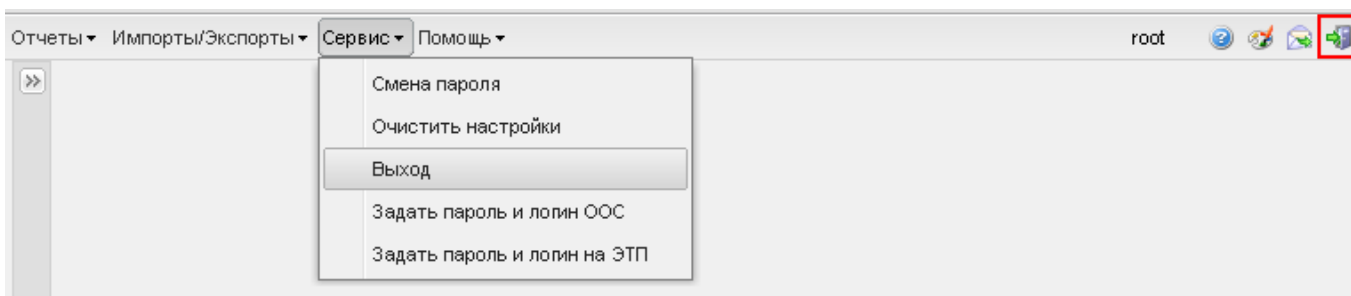 Отчеты Импорты/Экспорты Сервис Помощь root
Смена пароля
Очистить настройки
Выход
Задать пароль и логин ООС
Задать пароль и логин на ЭТП